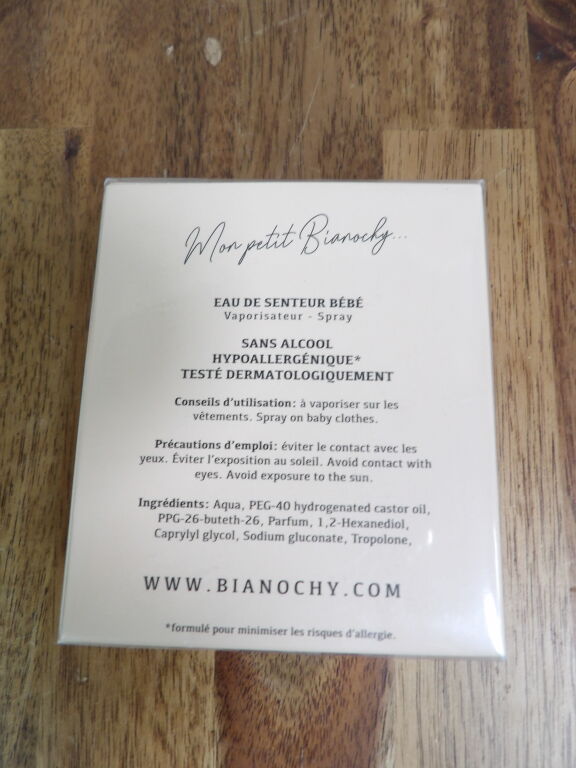 Mon petit Bianochy...
EAU DE SENTEUR BÉBÉ
Vaporisateur - Spray
SANS ALCOOL
HYPOALLERGÉNIQUE*
TESTÉ DERMATOLOGIQUEMENT
Conseils d'utilisation: à vaporiser sur les
vêtements. Spray on baby clothes.
Précautions d'emploi: éviter le contact avec les
yeux. Éviter l'exposition au soleil. Avoid contact with
eyes. Avoid exposure to the sun.
Ingrédients: Aqua, PEG-40 hydrogenated castor oil,
PPG-26-buteth-26, Parfum, 1,2-Hexanediol,
Caprylyl glycol, Sodium gluconate, Tropolone,
WWW.BIANOCHY.COM
*formulé pour minimiser les risques d'allergie.